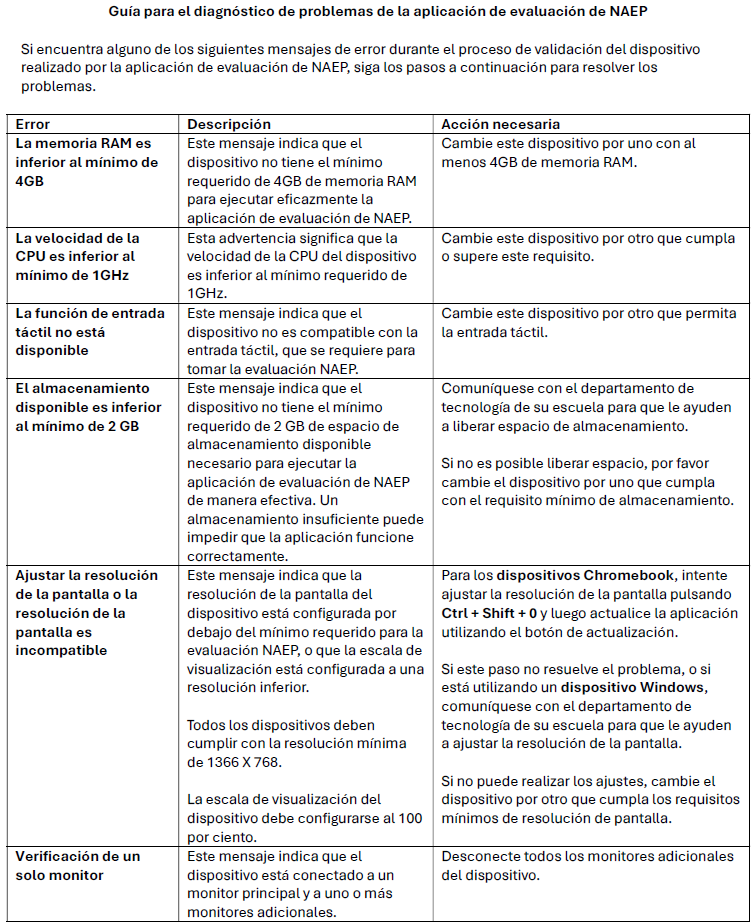 Guía para el diagnóstico de problemas de la aplicación de evaluación de NAEP
Si encuentra alguno de los siguientes mensajes de error durante el proceso de validación del dispositivo
realizado por la aplicación de evaluación de NAEP, siga los pasos a continuación para resolver los
problemas.
Error
Descripción
Acción necesaria
La memoria RAM es
inferior al mínimo de
4GB
Este mensaje indica que el
dispositivo no tiene el mínimo
requerido de 4GB de memoria RAM
para ejecutar eficazmente la
aplicación de evaluación de NAEP.
Cambie este dispositivo por uno con al
menos 4GB de memoria RAM.
La velocidad de la
CPU es inferior al
mínimo de 1GHz
Esta advertencia significa que la
velocidad de la CPU del dispositivo
es inferior al mínimo requerido de
1GHz.
Cambie este dispositivo por otro que cumpla
o supere este requisito.
La función de entrada
táctil no está
disponible
Este mensaje indica que el
dispositivo no es compatible con la
entrada táctil, que se requiere para
tomar la evaluación NAEP.
Cambie este dispositivo por otro que permita
la entrada táctil.
El almacenamiento
disponible es inferior
al mínimo de 2 GB
Este mensaje indica que el
dispositivo no tiene el mínimo
requerido de 2 GB de espacio de
almacenamiento disponible
necesario para ejecutar la
aplicación de evaluación de NAEP
de manera efectiva. Un
almacenamiento insuficiente puede
impedir que la aplicación funcione
correctamente.
Comuníquese con el departamento de
tecnología de su escuela para que le ayuden
a liberar espacio de almacenamiento.
Si no es posible liberar espacio, por favor
cambie el dispositivo por uno que cumpla
con el requisito mínimo de almacenamiento.
Ajustar la resolución
de la pantalla o la
resolución de la
pantalla es
incompatible
Este mensaje indica que la
resolución de la pantalla del
dispositivo está configurada por
debajo del mínimo requerido para la
evaluación NAEP, o que la escala de
visualización está configurada a una
resolución inferior.
Todos los dispositivos deben
cumplir con la resolución mínima
de 1366 X 768.
La escala de visualización del
dispositivo debe configurarse al 100
por ciento.
Para los dispositivos Chromebook, intente
ajustar la resolución de la pantalla pulsando
Ctrl + Shift + 0 y luego actualice la aplicación
utilizando el botón de actualización.
Si este paso no resuelve el problema, o si
está utilizando un dispositivo Windows,
comuníquese con el departamento de
tecnología de su escuela para que le ayuden
a ajustar la resolución de la pantalla.
Si no puede realizar los ajustes, cambie el
dispositivo por otro que cumpla los requisitos
mínimos de resolución de pantalla.
Verificación de un
solo monitor
Este mensaje indica que el
dispositivo está conectado a un
monitor principal y a uno o más
monitores adicionales.
Desconecte todos los monitores adicionales
del dispositivo.